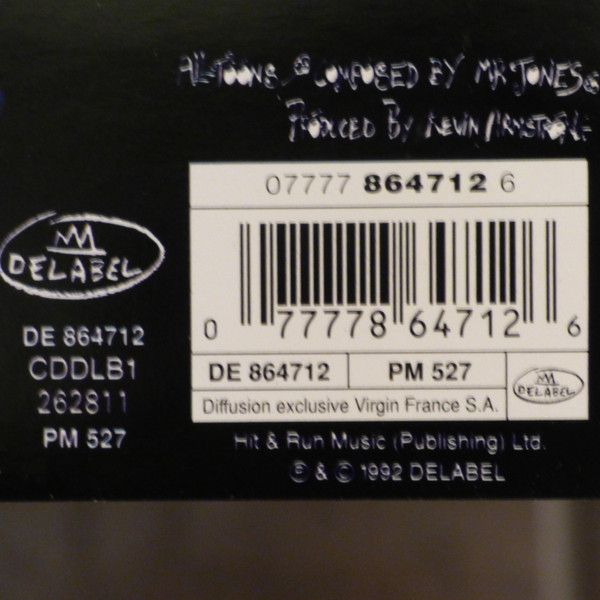 ALL TOONS COMPOSED BY MR JONES
PRODUCED BY KEVIN ARMSTRONG
07777 864712 6
0 77778 64712 6
DE 864712 PM 527
DELABEL
Diffusion exclusive Virgin France S.A.
DELABEL
DE 864712
CDDLB1
262811
PM 527
Hit & Run Music (Publishing) Ltd.
℗ & © 1992 DELABEL